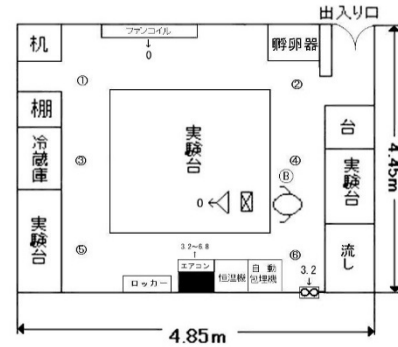 出入り口
机
ファンコイル
0
孵卵器
①
②
棚
台
冷蔵庫
実験台
③
④
Ⓑ
実験台
4.45m
0
実験台
⑤
3.2~6.8
⑥
3.2
流し
エアコン
ロッカー
恒温機
自動包埋機
4.85m